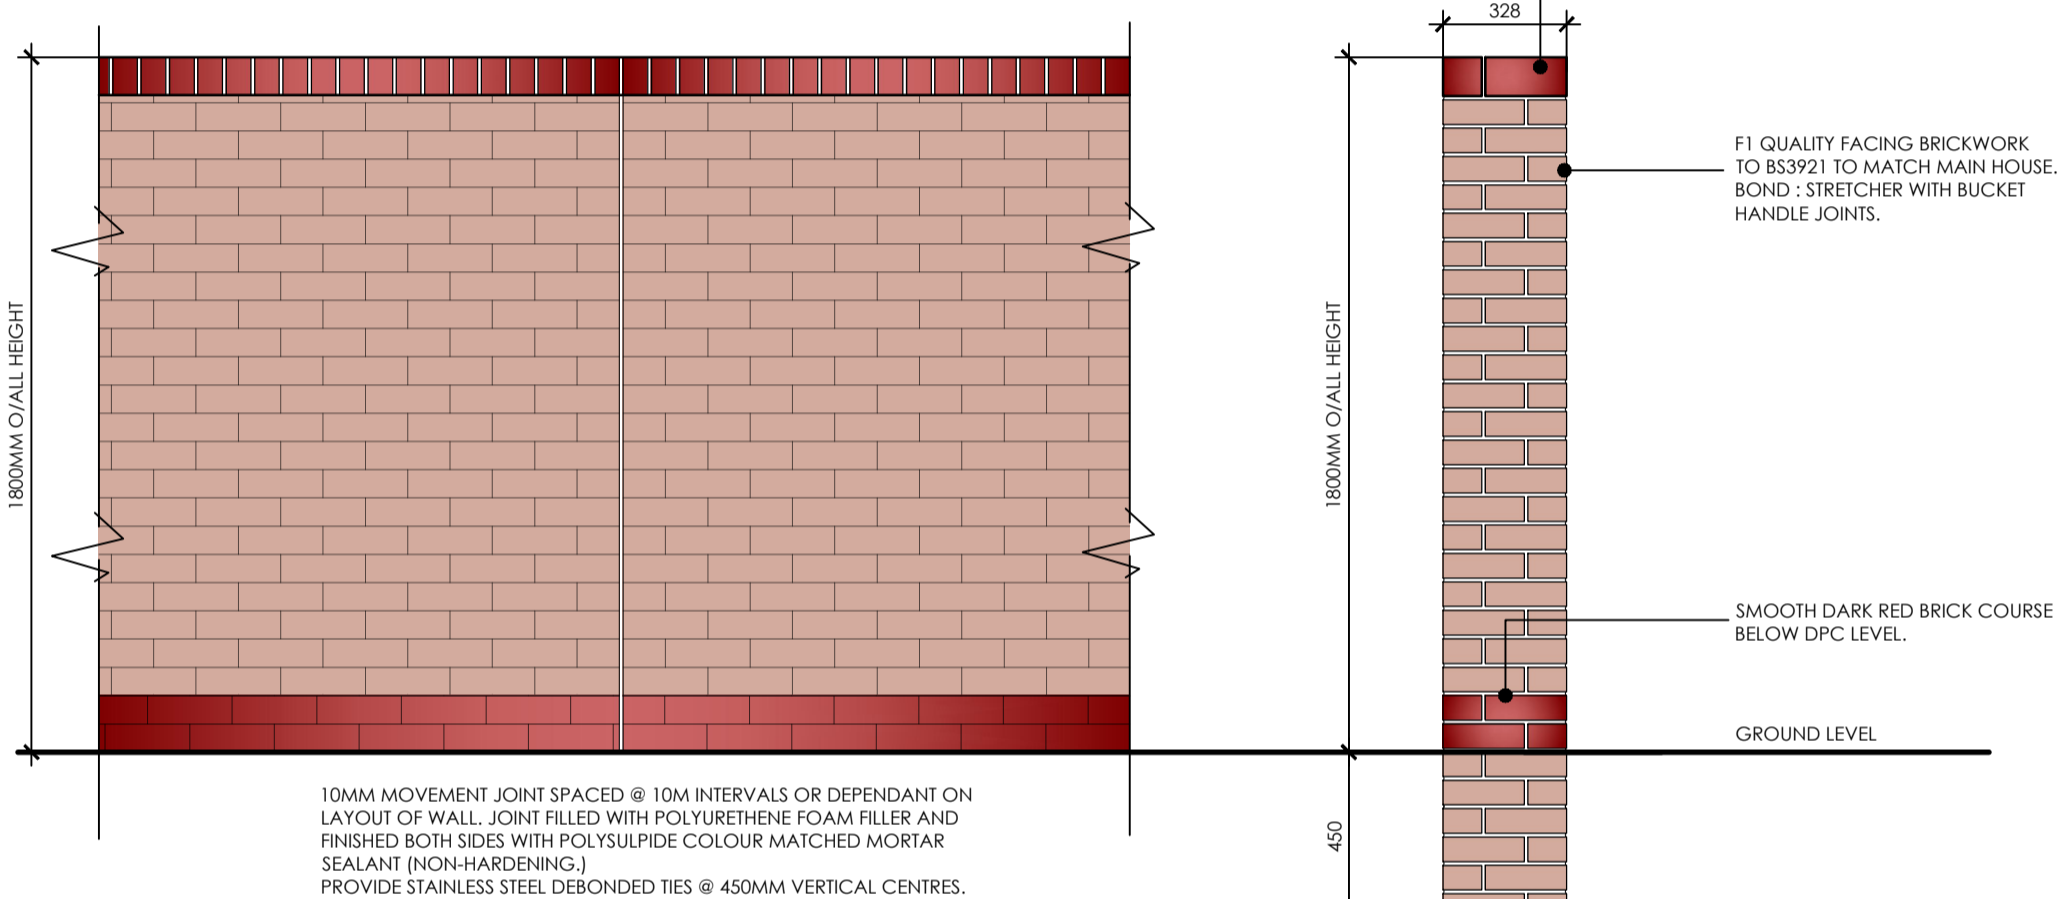 328
1800MM O/ALL HEIGHT
1800MM O/ALL HEIGHT
F1 QUALITY FACING BRICKWORK
TO BS3921 TO MATCH MAIN HOUSE.
BOND : STRETCHER WITH BUCKET
HANDLE JOINTS.
SMOOTH DARK RED BRICK COURSE
BELOW DPC LEVEL.
GROUND LEVEL
450
10MM MOVEMENT JOINT SPACED @ 10M INTERVALS OR DEPENDANT ON
LAYOUT OF WALL. JOINT FILLED WITH POLYURETHENE FOAM FILLER AND
FINISHED BOTH SIDES WITH POLYSULPIDE COLOUR MATCHED MORTAR
SEALANT (NON-HARDENING.)
PROVIDE STAINLESS STEEL DEBONDED TIES @ 450MM VERTICAL CENTRES.